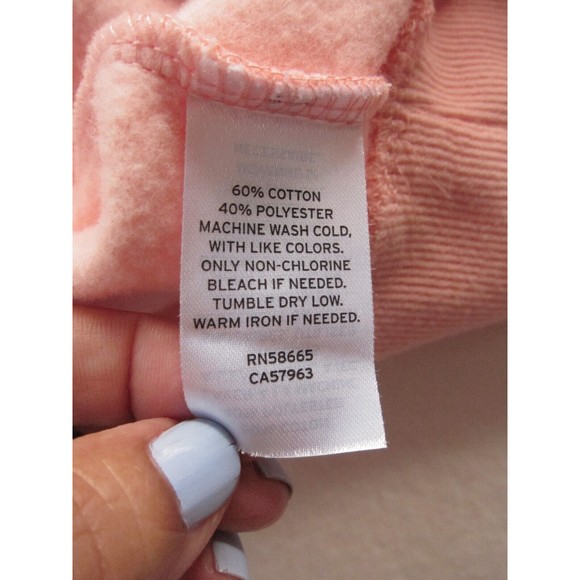 60% COTTON
40% POLYESTER
MACHINE WASH COLD,
WITH LIKE COLORS.
ONLY NON-CHLORINE
BLEACH IF NEEDED.
TUMBLE DRY LOW.
WARM IRON IF NEEDED.
RN58665
CA57963